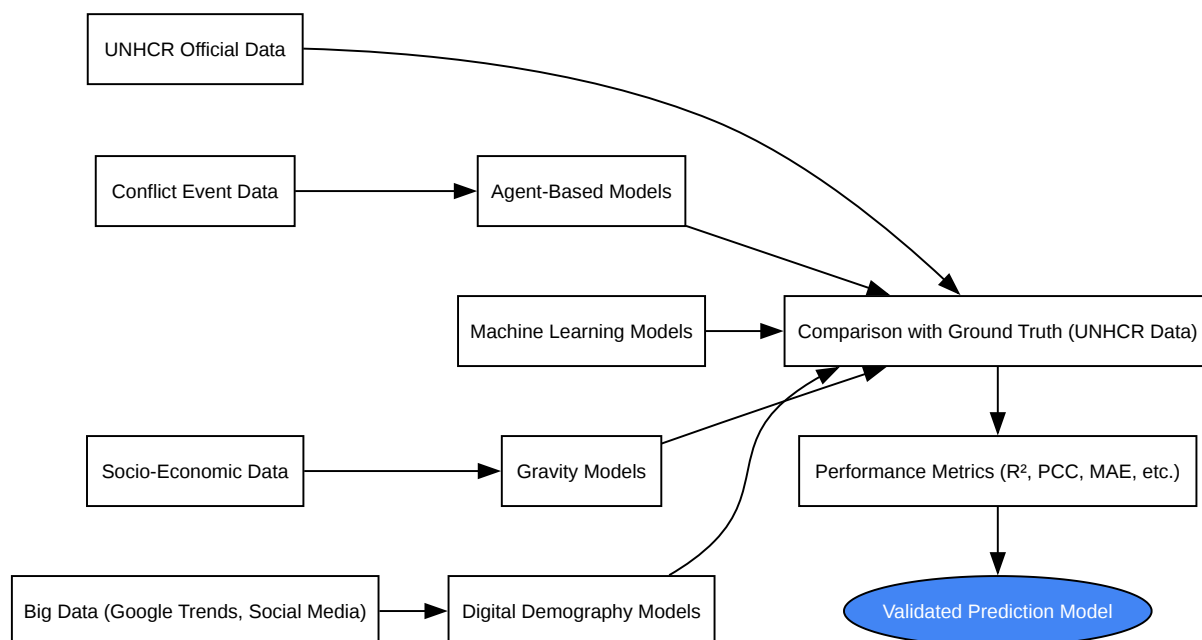 UNHCR Official Data
Conflict Event Data
Agent-Based Models
Machine Learning Models
Comparison with Ground Truth (UNHCR Data)
Socio-Economic Data
Gravity Models
Performance Metrics (R², PCC, MAE, etc.)
Big Data (Google Trends, Social Media)
Digital Demography Models
Validated Prediction Model